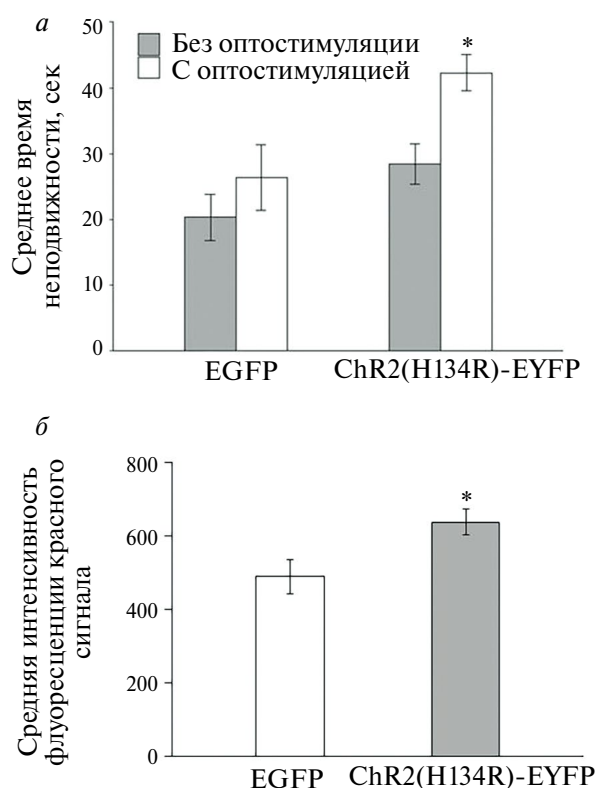 а
50
40
30
20
10
0
Среднее время
неподвижности, сек
Без оптостимуляции
С оптостимуляцией
*
EGFP
ChR2(H134R)-EYFP
б
800
600
400
200
0
Средняя интенсивность
флуоресценции красного
сигнала
*
EGFP
ChR2(H134R)-EYFP